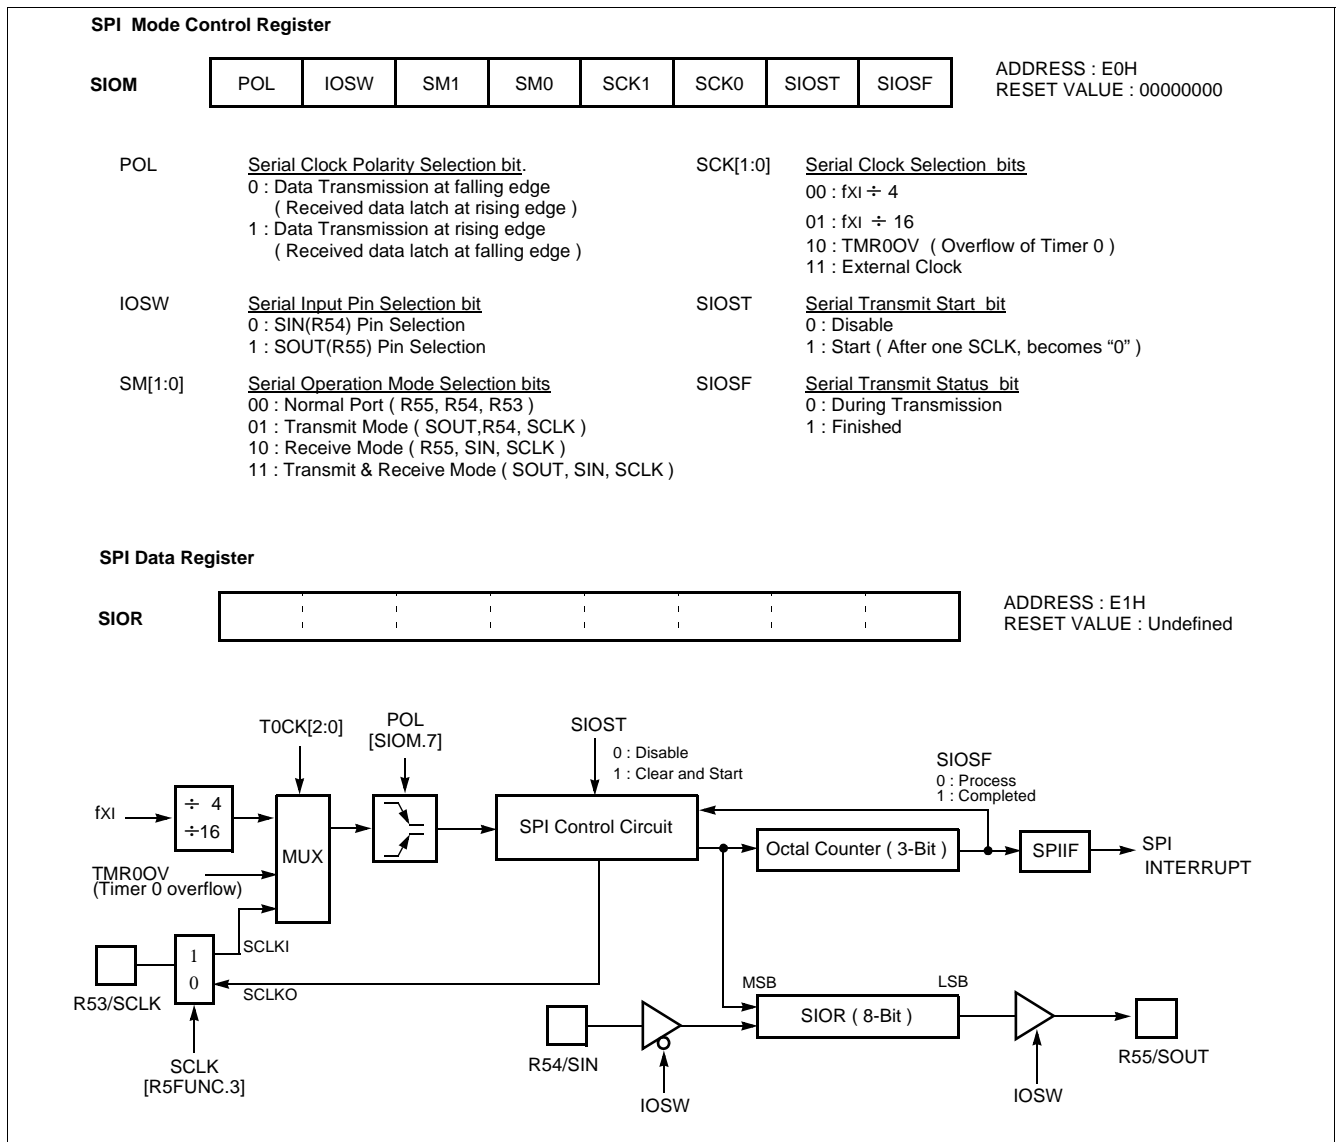 SPI Mode Control Register
SIOM
POL IOSW SM1 SM0 SCK1 SCK0 SIOST SIOSF
ADDRESS : E0H
RESET VALUE : 00000000
POL
Serial Clock Polarity Selection bit.
0 : Data Transmission at falling edge
( Received data latch at rising edge )
1 : Data Transmission at rising edge
( Received data latch at falling edge )
IOSW
Serial Input Pin Selection bit
0 : SIN(R54) Pin Selection
1 : SOUT(R55) Pin Selection
SM[1:0]
Serial Operation Mode Selection bits
00 : Normal Port ( R55, R54, R53 )
01 : Transmit Mode ( SOUT,R54, SCLK )
10 : Receive Mode ( R55, SIN, SCLK )
11 : Transmit & Receive Mode ( SOUT, SIN, SCLK )
SCK[1:0]
Serial Clock Selection bits
00 : fXI ÷ 4
01 : fXI ÷ 16
10 : TMR0OV ( Overflow of Timer 0 )
11 : External Clock
SIOST
Serial Transmit Start bit
0 : Disable
1 : Start ( After one SCLK, becomes “0” )
SIOSF
Serial Transmit Status bit
0 : During Transmission
1 : Finished
SPI Data Register
SIOR
ADDRESS : E1H
RESET VALUE : Undefined
T0CK[2:0]
POL
[SIOM.7]
SIOST
0 : Disable
1 : Clear and Start
SIOSF
0 : Process
1 : Completed
fXI
÷ 4
÷16
MUX
SPI Control Circuit
Octal Counter ( 3-Bit )
SPIIF
SPI
INTERRUPT
TMR0OV
(Timer 0 overflow)
SCLKI
1
0
SCLKO
R53/SCLK
SCLK
[R5FUNC.3]
R54/SIN
IOSW
MSB
LSB
SIOR ( 8-Bit )
IOSW
R55/SOUT